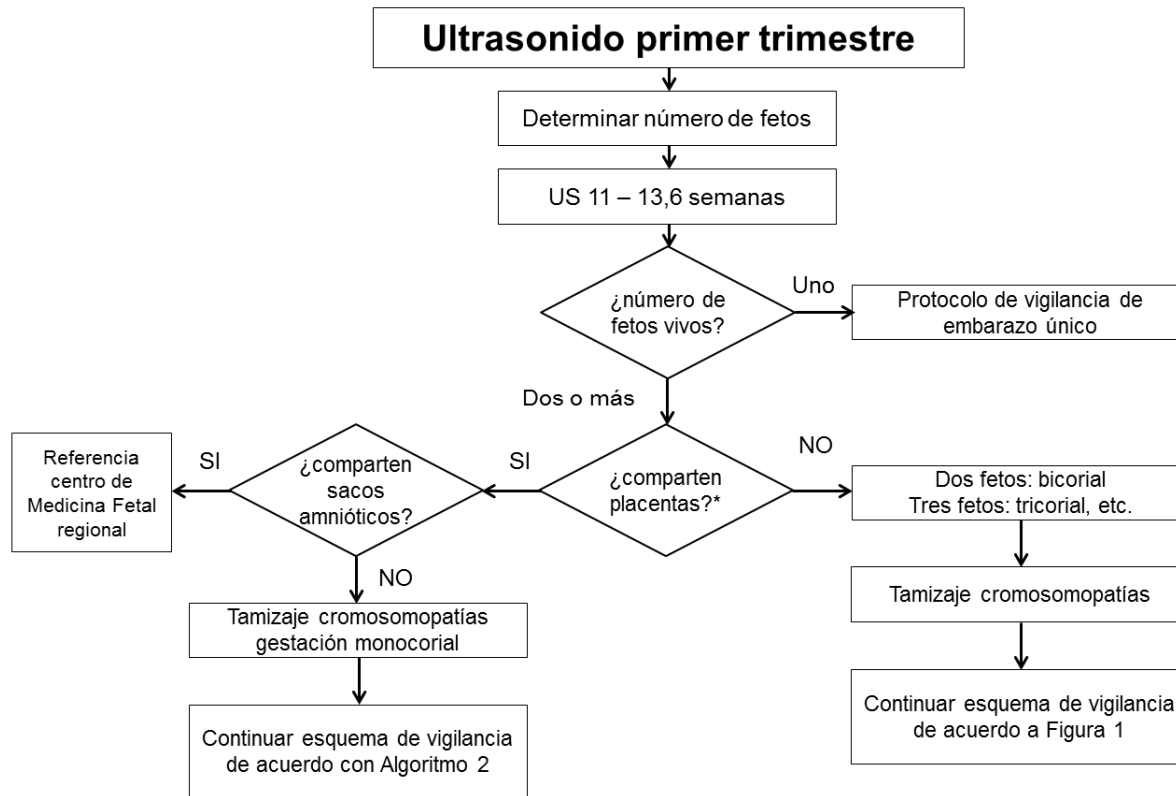 Ultrasonido primer trimestre
Determinar número de fetos
US 11 – 13,6 semanas
¿número de
fetos vivos?
Uno
Protocolo de vigilancia de
embarazo único
Dos o más
¿comparten
placentas?*
NO
Dos fetos: bicorial
Tres fetos: tricorial, etc.
Tamizaje cromosomopatías
Continuar esquema de vigilancia
de acuerdo a Figura 1
SI
¿comparten
sacos
amnióticos?
SI
Referencia
centro de
Medicina Fetal
regional
NO
Tamizaje cromosomopatías
gestación monocorial
Continuar esquema de vigilancia
de acuerdo con Algoritmo 2